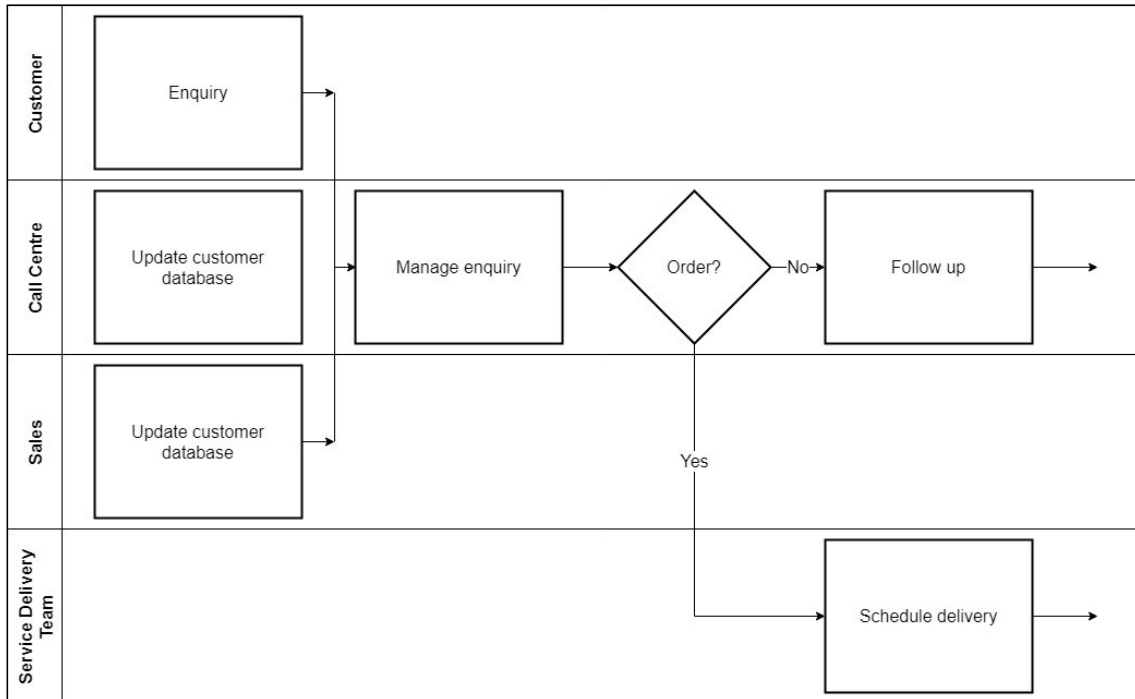 Customer
Enquiry
Call Centre
Update customer
database
Manage enquiry
Order?
No
Follow up
Sales
Update customer
database
Yes
Service Delivery
Team
Schedule delivery